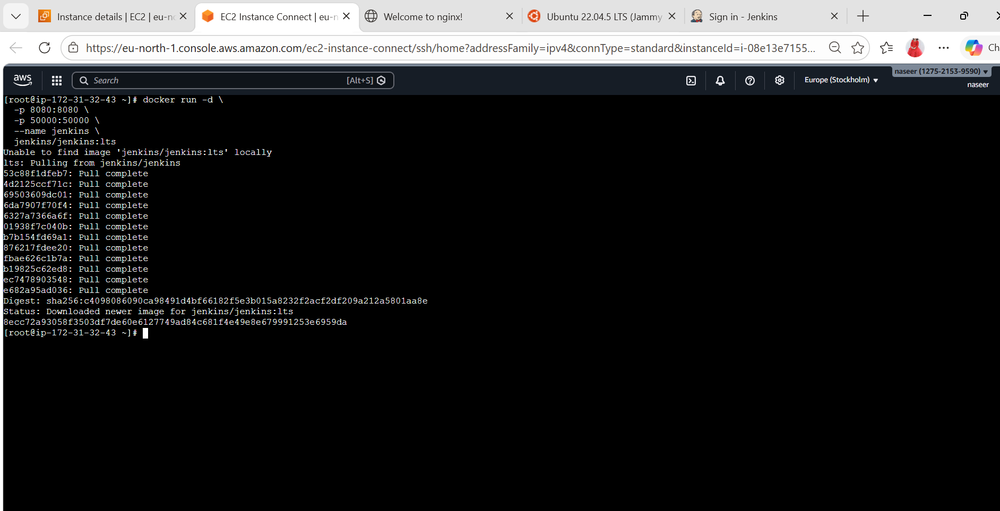 Instance details | EC2 | eu-no
EC2 Instance Connect | eu-n
Welcome to nginx!
Ubuntu 22.04.5 LTS (Jammy
Sign in - Jenkins
https://eu-north-1.console.aws.amazon.com/ec2-instance-connect/ssh/home?addressFamily=ipv4&connType=standard&instanceId=i-08e13e7155...
Ch
aws
Search
[Alt+S]
Europe (Stockholm)
naseer (1275-2153-9590)
naseer
[root@ip-172-31-32-43 ~]# docker run -d \
  -p 8080:8080 \
  -p 50000:50000 \
  --name jenkins \
  jenkins/jenkins:lts
Unable to find image 'jenkins/jenkins:lts' locally
lts: Pulling from jenkins/jenkins
53c88f1dfeb7: Pull complete
4d2125ccf71c: Pull complete
69503609dc01: Pull complete
6da7907f70f4: Pull complete
6327a7366a6f: Pull complete
01938f7c040b: Pull complete
b7b154fd69a1: Pull complete
876217fdee20: Pull complete
fbae626c1b7a: Pull complete
b19825c62ed8: Pull complete
ec7478903548: Pull complete
e682a95ad036: Pull complete
Digest: sha256:c4098086090ca98491d4bf66182f5e3b015a8232f2acf2df209a212a5801aa8e
Status: Downloaded newer image for jenkins/jenkins:lts
8ecc72a93058f3503df7de60e6127749ad84c681f4e49e8e679991253e6959da
[root@ip-172-31-32-43 ~]#